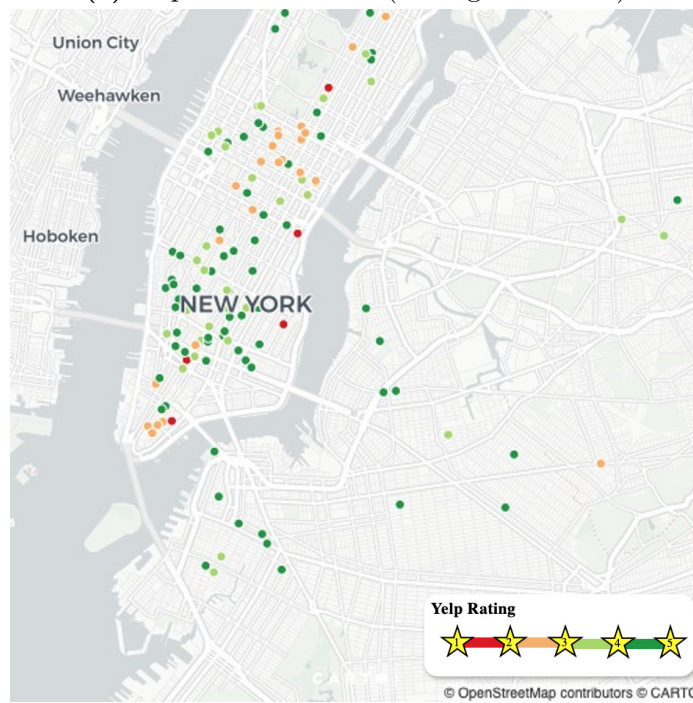 Union City
Weehawken
Hoboken
NEW YORK
Yelp Rating
1 2 3 4 5
© OpenStreetMap contributors © CARTO